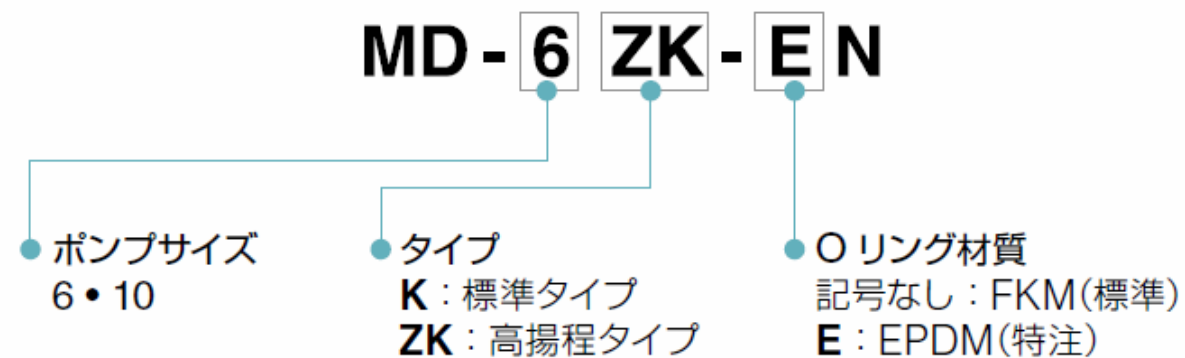 MD - 6 ZK - E N
ポンプサイズ
6 • 10
タイプ
K：標準タイプ
ZK：高揚程タイプ
O リング材質
記号なし：FKM(標準)
E：EPDM(特注)